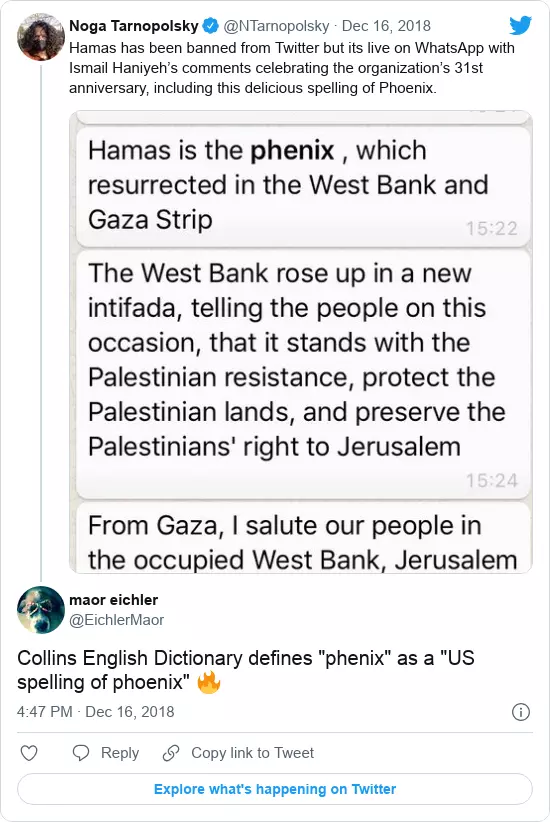 Noga Tarnopolsky @NTarnopolsky · Dec 16, 2018
Hamas has been banned from Twitter but its live on WhatsApp with
Ismail Haniyeh's comments celebrating the organization's 31st
anniversary, including this delicious spelling of Phoenix.
Hamas is the phenix , which
resurrected in the West Bank and
Gaza Strip
15:22
The West Bank rose up in a new
intifada, telling the people on this
occasion, that it stands with the
Palestinian resistance, protect the
Palestinian lands, and preserve the
Palestinians' right to Jerusalem
15:24
From Gaza, I salute our people in
the occupied West Bank, Jerusalem
maor eichler
@EichlerMaor
Collins English Dictionary defines "phenix" as a "US
spelling of phoenix" 🔥
4:47 PM · Dec 16, 2018
Reply
Copy link to Tweet
Explore what's happening on Twitter